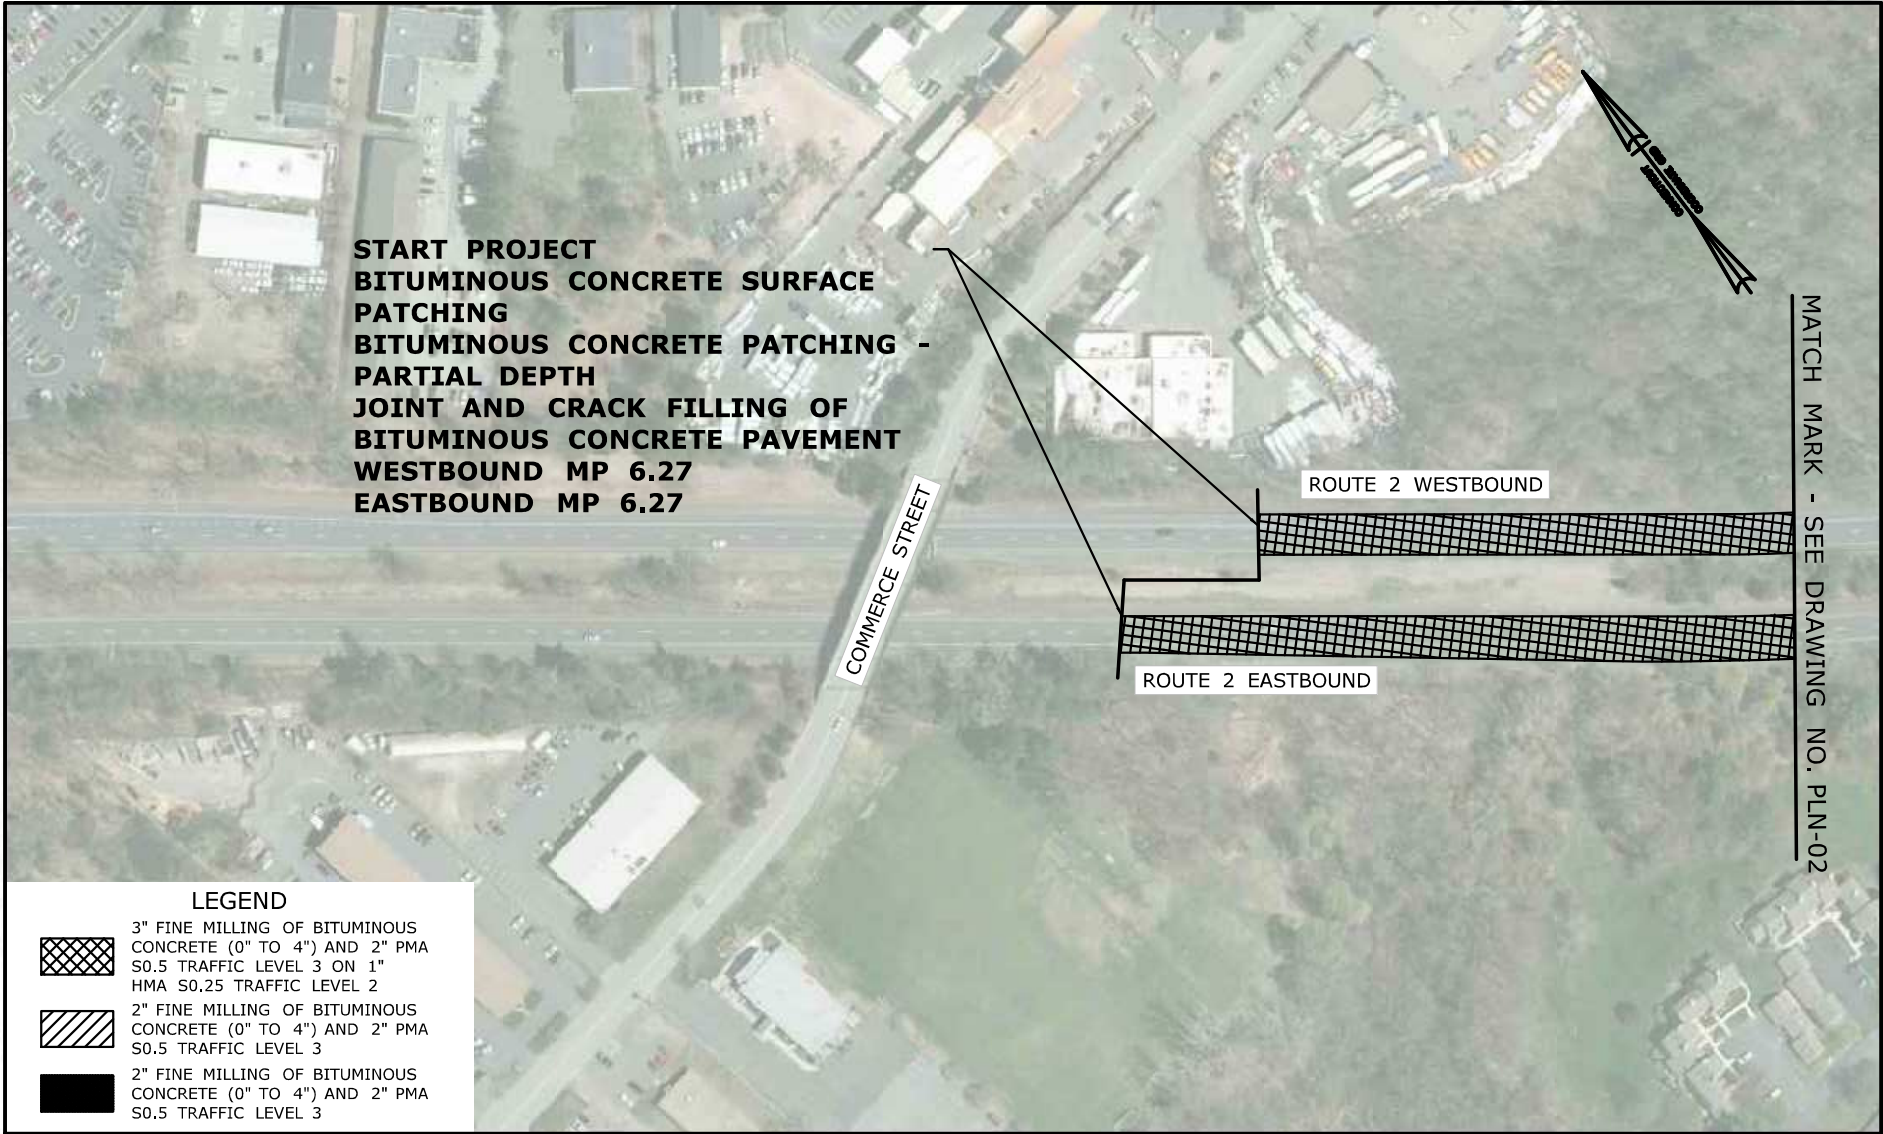 START PROJECT
BITUMINOUS CONCRETE SURFACE
PATCHING
BITUMINOUS CONCRETE PATCHING -
PARTIAL DEPTH
JOINT AND CRACK FILLING OF
BITUMINOUS CONCRETE PAVEMENT
WESTBOUND MP 6.27
EASTBOUND MP 6.27
COMMERCE STREET
ROUTE 2 WESTBOUND
ROUTE 2 EASTBOUND
MATCH MARK - SEE DRAWING NO. PLN-02
LEGEND
3" FINE MILLING OF BITUMINOUS
CONCRETE (0" TO 4") AND 2" PMA
S0.5 TRAFFIC LEVEL 3 ON 1"
HMA S0.25 TRAFFIC LEVEL 2
2" FINE MILLING OF BITUMINOUS
CONCRETE (0" TO 4") AND 2" PMA
S0.5 TRAFFIC LEVEL 3
2" FINE MILLING OF BITUMINOUS
CONCRETE (0" TO 4") AND 2" PMA
S0.5 TRAFFIC LEVEL 3